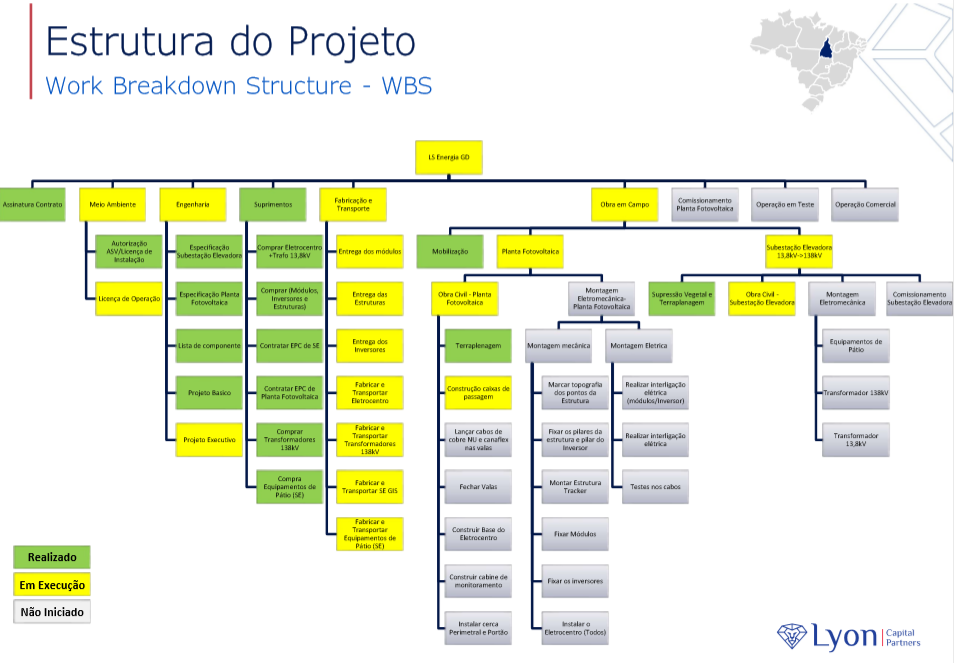 Estrutura do Projeto
Work Breakdown Structure - WBS
LS Energia GD
Assinatura Contrato
Meio Ambiente
Engenharia
Suprimentos
Fabricação e
Transporte
Obra em Campo
Comissionamento
Planta Fotovoltaica
Operação em Teste
Operação Comercial
Autorização
ASV/Licença de
Instalação
Licença de Operação
Especificação
Subestação Elevadora
Especificação Planta
Fotovoltaica
Lista de componente
Projeto Basico
Projeto Executivo
Comprar Eletrocentro
+Trafo 13,8kV
Comprar (Módulos,
Inversores e
Estruturas)
Contratar EPC de SE
Contratar EPC de
Planta Fotovoltaica
Comprar
Transformadores
138kV
Compra
Equipamentos de
Pátio (SE)
Entrega dos módulos
Entrega das
Estruturas
Entrega dos
Inversores
Fabricar e
Transportar
Eletrocentro
Fabricar e
Transportar
Transformadores
138kV
Fabricar e
Transportar SE GIS
Fabricar e
Transportar
Equipamentos de
Pátio (SE)
Mobilização
Planta Fotovoltaica
Subestação Elevadora
13,8kV->138kV
Obra Civil - Planta
Fotovoltaica
Montagem
Eletromecânica-
Planta Fotovoltaica
Supressão Vegetal e
Terraplanagem
Obra Civil -
Subestação Elevadora
Montagem
Eletromecânica
Comissionamento
Subestação Elevadora
Terraplenagem
Construção caixas de
passagem
Lançar cabos de
cobre NU e canaflex
nas valas
Fechar Valas
Construir Base do
Eletrocentro
Construir cabine de
monitoramento
Instalar cerca
Perimetral e Portão
Montagem mecânica
Montagem Eletrica
Marcar topografia
dos pontos da
Estrutura
Fixar os pilares da
estrutura e pilar do
Inversor
Montar Estrutura
Tracker
Fixar Módulos
Fixar os inversores
Instalar o
Eletrocentro (Todos)
Realizar interligação
elétrica
(módulos/Inversor)
Realizar interligação
elétrica
Testes nos cabos
Equipamentos de
Pátio
Transformador 138kV
Transformador
13,8kV
Realizado
Em Execução
Não Iniciado
Lyon Capital
Partners